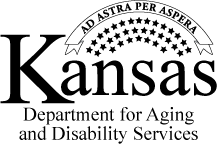 AD ASTRA PER ASPERA
Kansas
Department for Aging
and Disability Services